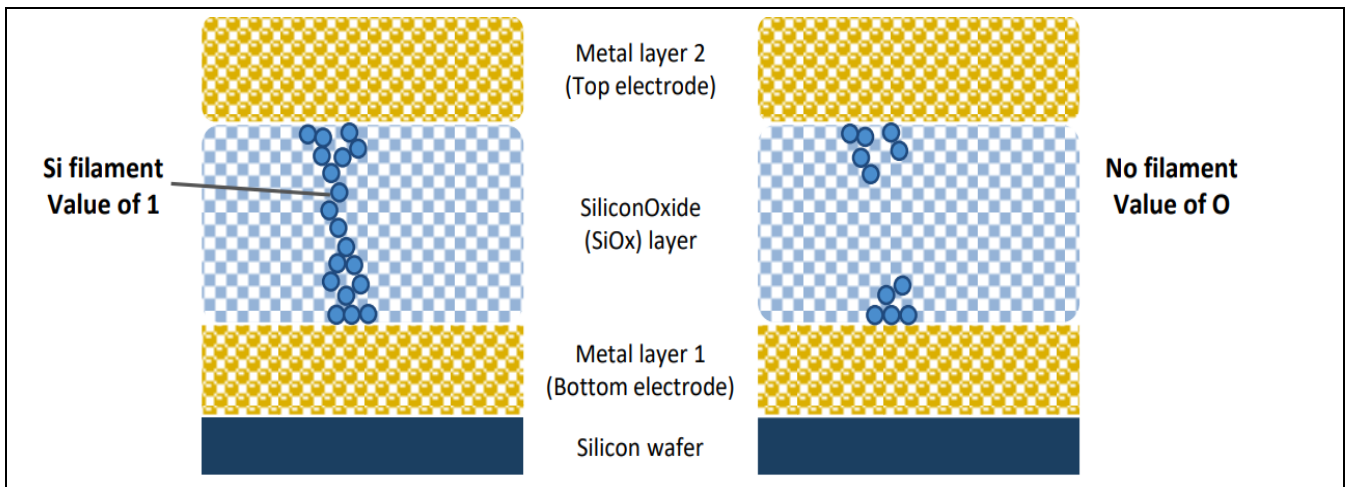 Metal layer 2
(Top electrode)
Si filament
Value of 1
SiliconOxide
(SiOx) layer
No filament
Value of O
Metal layer 1
(Bottom electrode)
Silicon wafer